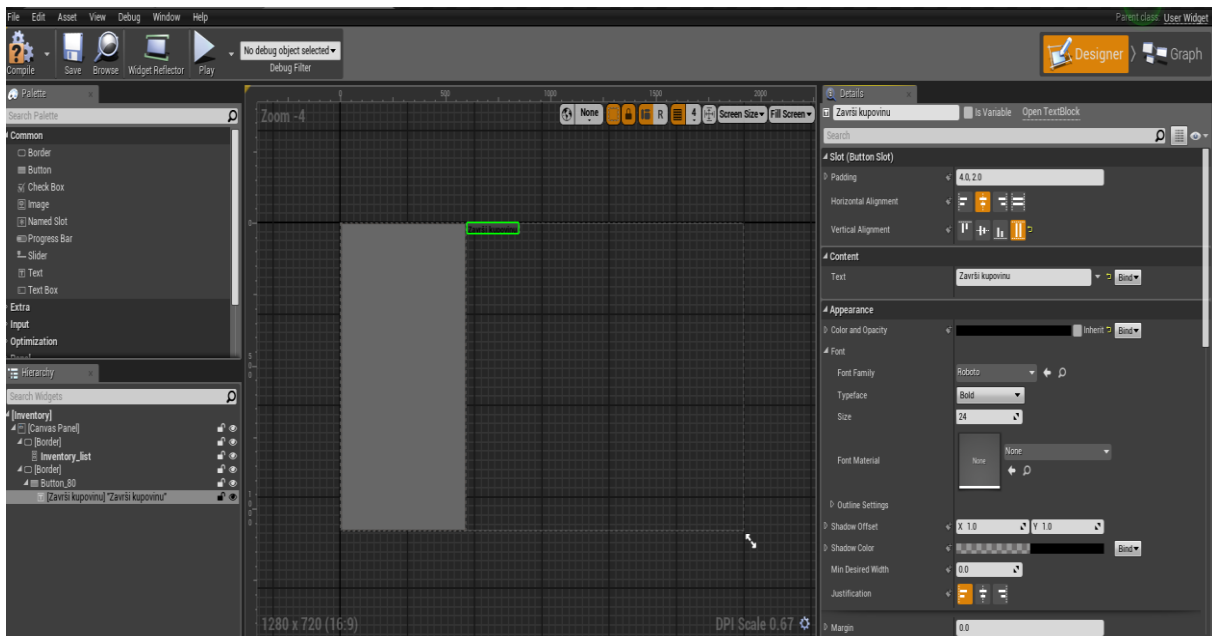 File Edit Asset View Debug Window Help
Parent class: User Widget
Compile Save Browse Widget Reflector Play
No debug object selected
Debug Filter
Designer Graph
Palette
Search Palette
Common
Border
Button
Check Box
Image
Named Slot
Progress Bar
Slider
Text
Text Box
Extra
Input
Optimization
Hierarchy
Search Widgets
[Inventory]
[Canvas Panel]
[Border]
Inventory_list
[Border]
Button_80
[Završi kupovinu] "Završi kupovinu"
0 500 1000 1500 2000
Zoom -4
None R 4 Screen Size Fill Screen
0
Završi kupovinu
500
1000
1280 x 720 (16:9)
DPI Scale 0.67
Details
Završi kupovinu Is Variable Open TextBlock
Search
Slot (Button Slot)
Padding 4.0, 2.0
Horizontal Alignment
Vertical Alignment
Content
Text Završi kupovinu Bind
Appearance
Color and Opacity Inherit Bind
Font
Font Family Roboto
Typeface Bold
Size 24
Font Material None None
Outline Settings
Shadow Offset X 1.0 Y 1.0
Shadow Color Bind
Min Desired Width 0.0
Justification
Margin 0.0